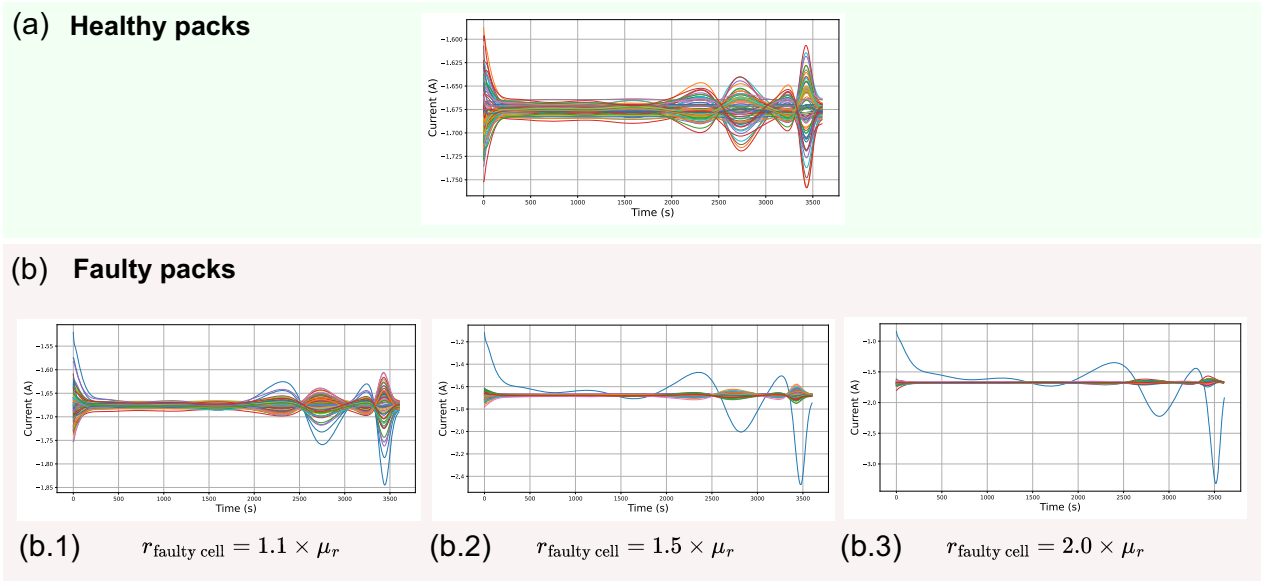 (a) Healthy packs
Current (A)
−1.600
−1.625
−1.650
−1.675
−1.700
−1.725
−1.750
0 500 1000 1500 2000 2500 3000 3500
Time (s)
(b) Faulty packs
Current (A)
−1.55
−1.60
−1.65
−1.70
−1.75
−1.80
−1.85
0 500 1000 1500 2000 2500 3000 3500
Time (s)
(b.1) r_faulty cell = 1.1 × μ_r
Current (A)
−1.2
−1.4
−1.6
−1.8
−2.0
−2.2
−2.4
0 500 1000 1500 2000 2500 3000 3500
Time (s)
(b.2) r_faulty cell = 1.5 × μ_r
Current (A)
−1.0
−1.5
−2.0
−2.5
−3.0
0 500 1000 1500 2000 2500 3000 3500
Time (s)
(b.3) r_faulty cell = 2.0 × μ_r